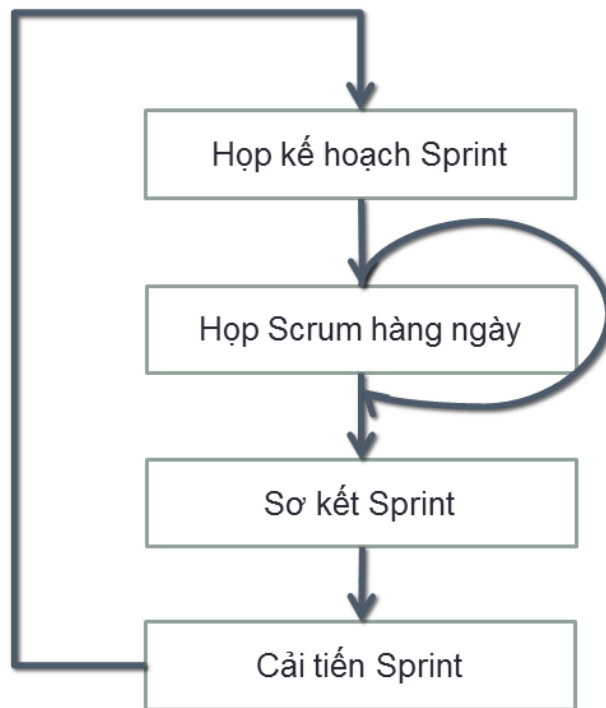 Họp kế hoạch Sprint
Họp Scrum hàng ngày
Sơ kết Sprint
Cải tiến Sprint